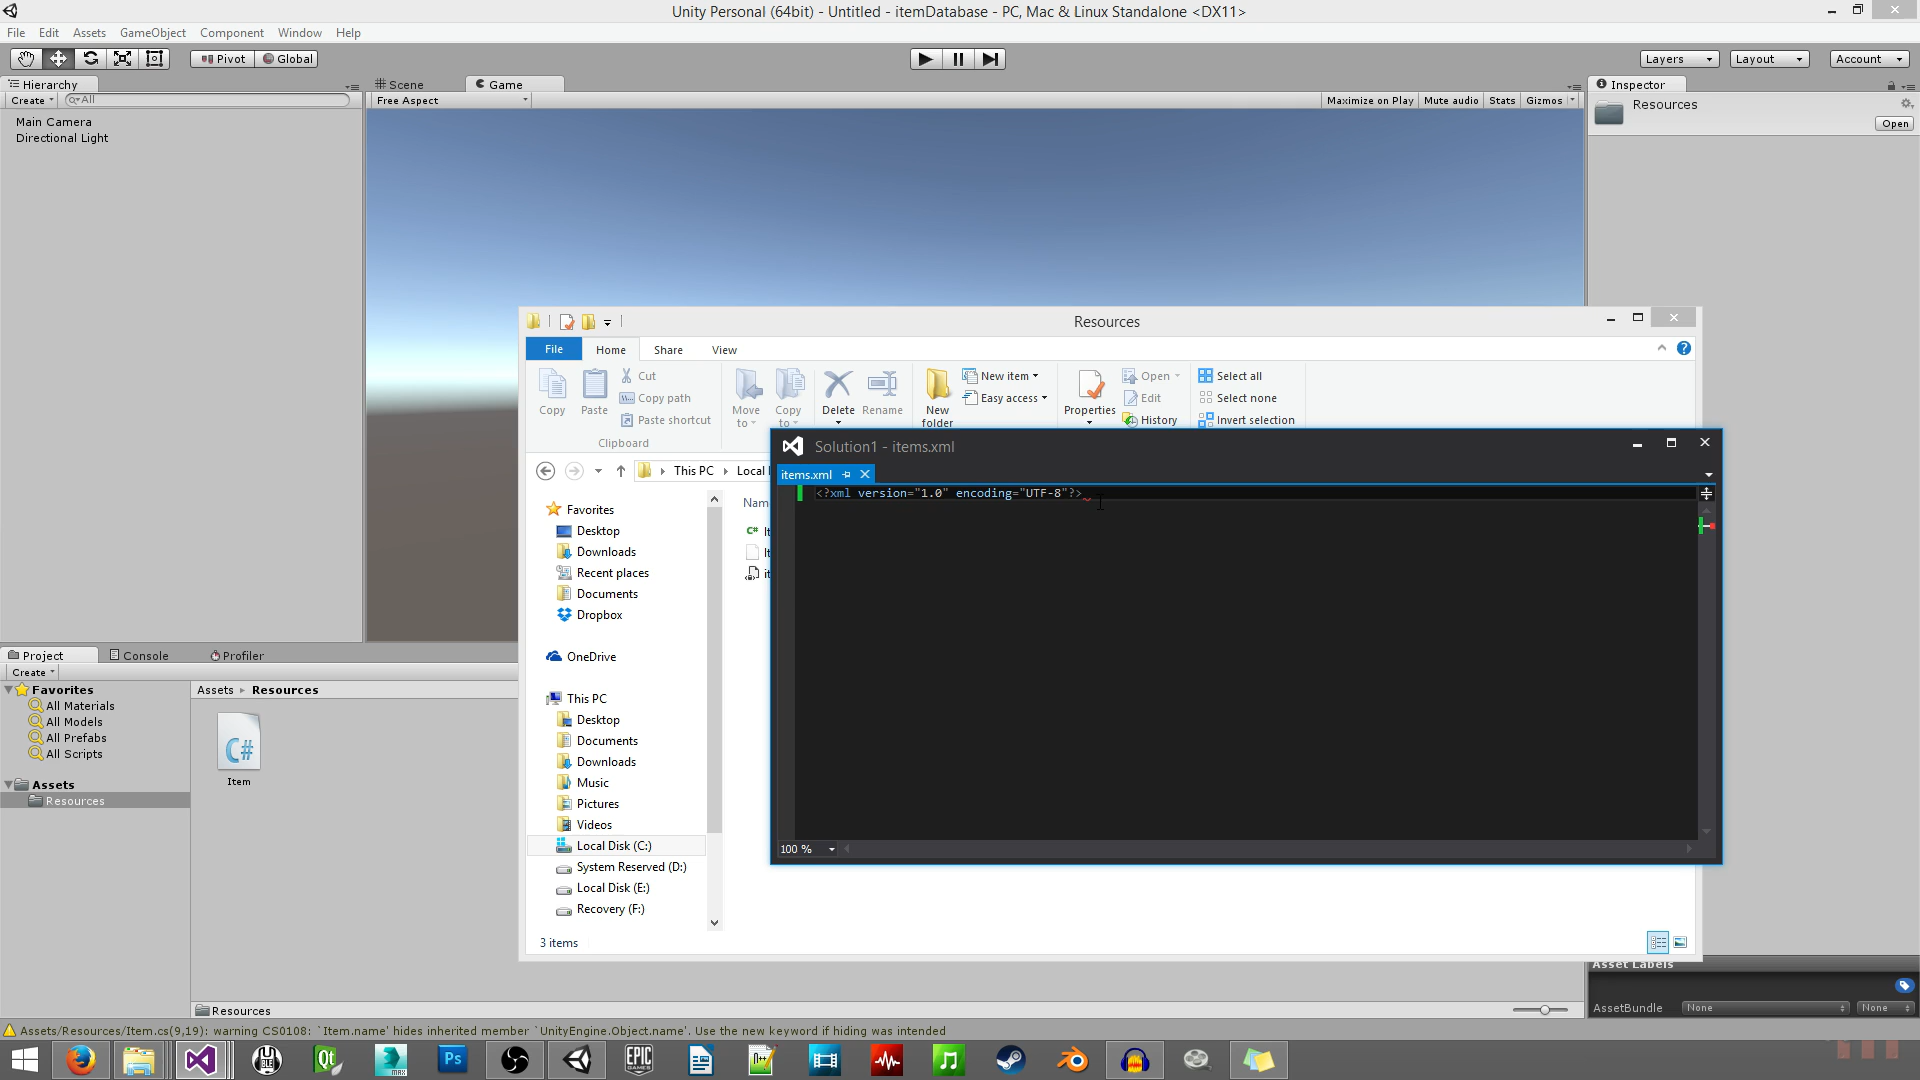 Unity Personal (64bit) - Untitled - itemDatabase - PC, Mac & Linux Standalone <DX11>
File Edit Assets GameObject Component Window Help
Pivot Global Layers Layout Account
Hierarchy Scene Game Inspector
Create All Free Aspect Maximize on Play Mute audio Stats Gizmos Resources
Open
Main Camera
Directional Light
Resources
File Home Share View
Copy
Paste
Cut
Copy path
Paste shortcut
Clipboard
Move to
Copy to
Delete
Rename
New folder
New item
Easy access
Properties
Open
Edit
History
Select all
Select none
Invert selection
This PC Local
Solution1 - items.xml
items.xml
<?xml version="1.0" encoding="UTF-8"?>
100 %
Favorites
Desktop
Downloads
Recent places
Documents
Dropbox
OneDrive
This PC
Desktop
Documents
Downloads
Music
Pictures
Videos
Local Disk (C:)
System Reserved (D:)
Local Disk (E:)
Recovery (F:)
3 items
Project Console Profiler
Create
Favorites
All Materials
All Models
All Prefabs
All Scripts
Assets
Resources
Assets Resources
C#
Item
Resources
Asset Labels
AssetBundle None None
Assets/Resources/Item.cs(9,19): warning CS0108: `Item.name' hides inherited member `UnityEngine.Object.name'. Use the new keyword if hiding was intended
Qt
MAX
Ps
EPIC GAMES